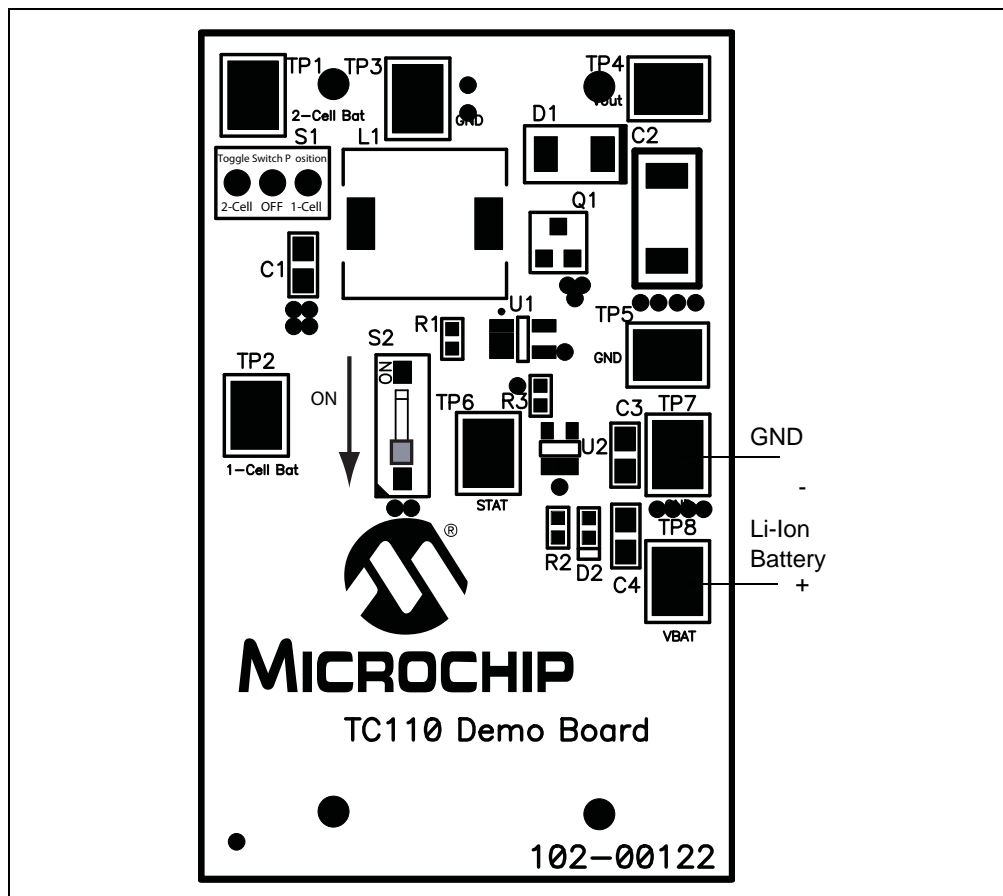 TP1
TP3
TP4
2-Cell Bat
GND
Vout
S1
L1
D1
C2
Toggle Switch P osition
2-Cell OFF 1-Cell
Q1
C1
U1
TP5
R1
S2
GND
TP2
ON
ON
TP6
R3
C3
TP7
GND
U2
1-Cell Bat
-
STAT
TP8
®
Li-Ion
Battery
R2
D2
C4
+
VBAT
MICROCHIP
TC110 Demo Board
102-00122